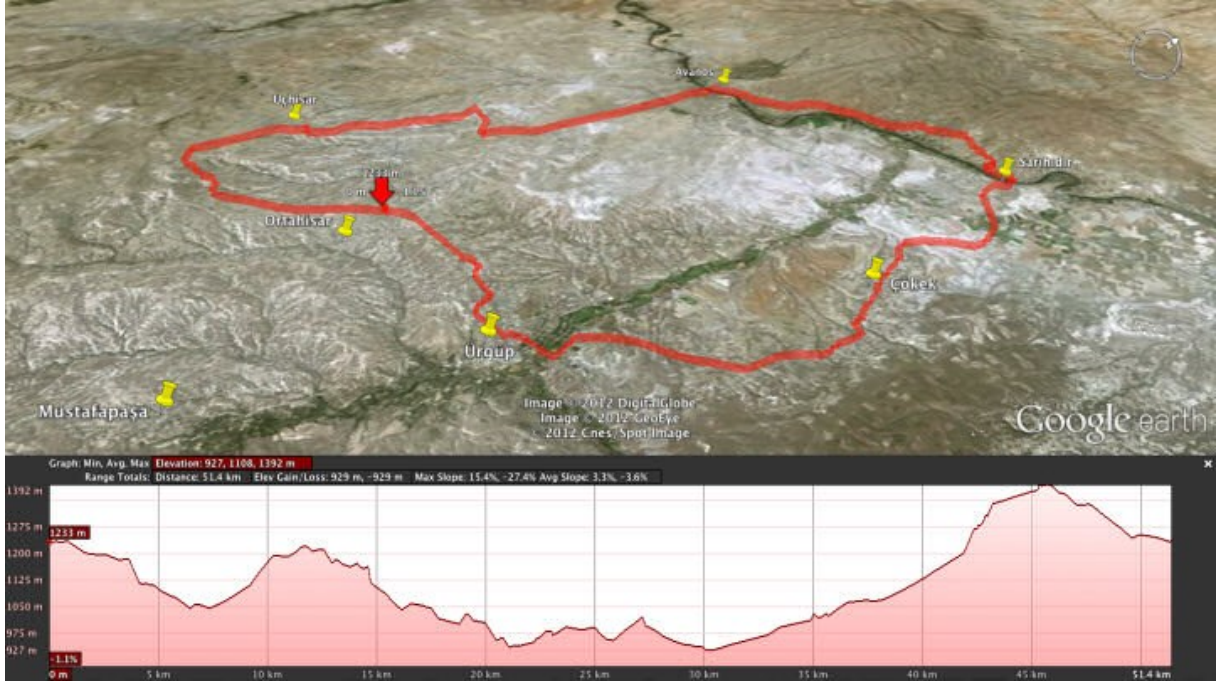 Avanos
Uçhisar
Sarıhıdır
1233 m
0 m
Ortahisar
Çökek
Ürgüp
Mustafapaşa
Image © 2012 DigitalGlobe
Image © 2012 GeoEye
© 2012 Cnes/Spot Image
Google earth
Graph: Min, Avg, Max Elevation: 927, 1108, 1392 m
Range Totals: Distance: 51.4 km Elev Gain/Loss: 929 m, -929 m Max Slope: 15.4%, -27.4% Avg Slope: 3.3%, -3.6%
1392 m
1275 m
1233 m
1200 m
1125 m
1050 m
975 m
927 m
-1.1%
0 m 5 km 10 km 15 km 20 km 25 km 30 km 35 km 40 km 45 km 51.4 km